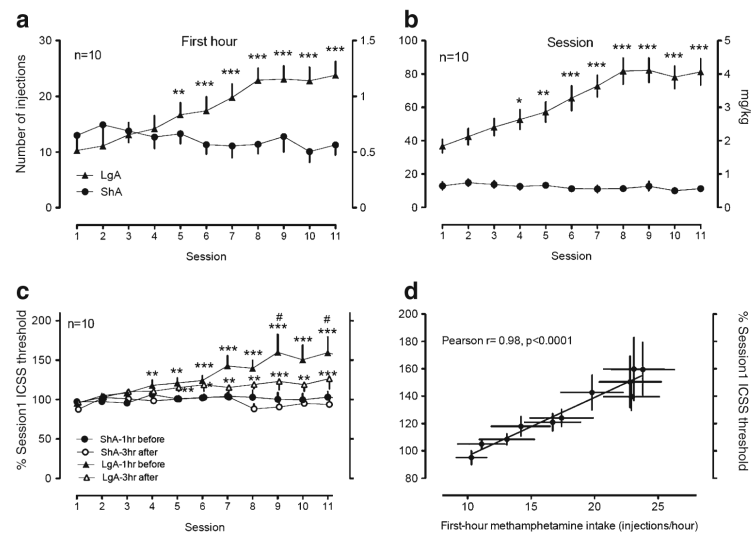 a
First hour
n=10
***
***
***
***
***
***
**
30
20
10
0
Number of injections
1.5
1
0.5
0
LgA
ShA
1 2 3 4 5 6 7 8 9 10 11
Session
b
Session
n=10
***
***
***
***
***
***
**
*
100
80
60
40
20
0
5
4
3
2
1
0
mg/kg
1 2 3 4 5 6 7 8 9 10 11
Session
c
n=10
# #
*** ***
** ** *** *** *** ***
** * ** ** *** ** ***
200
150
100
50
0
% Session1 ICSS threshold
ShA-1hr before
ShA-3hr after
LgA-1hr before
LgA-3hr after
1 2 3 4 5 6 7 8 9 10 11
Session
d
Pearson r= 0.98, p<0.0001
200
180
160
140
120
100
80
% Session1 ICSS threshold
10 15 20 25
First-hour methamphetamine intake (injections/hour)